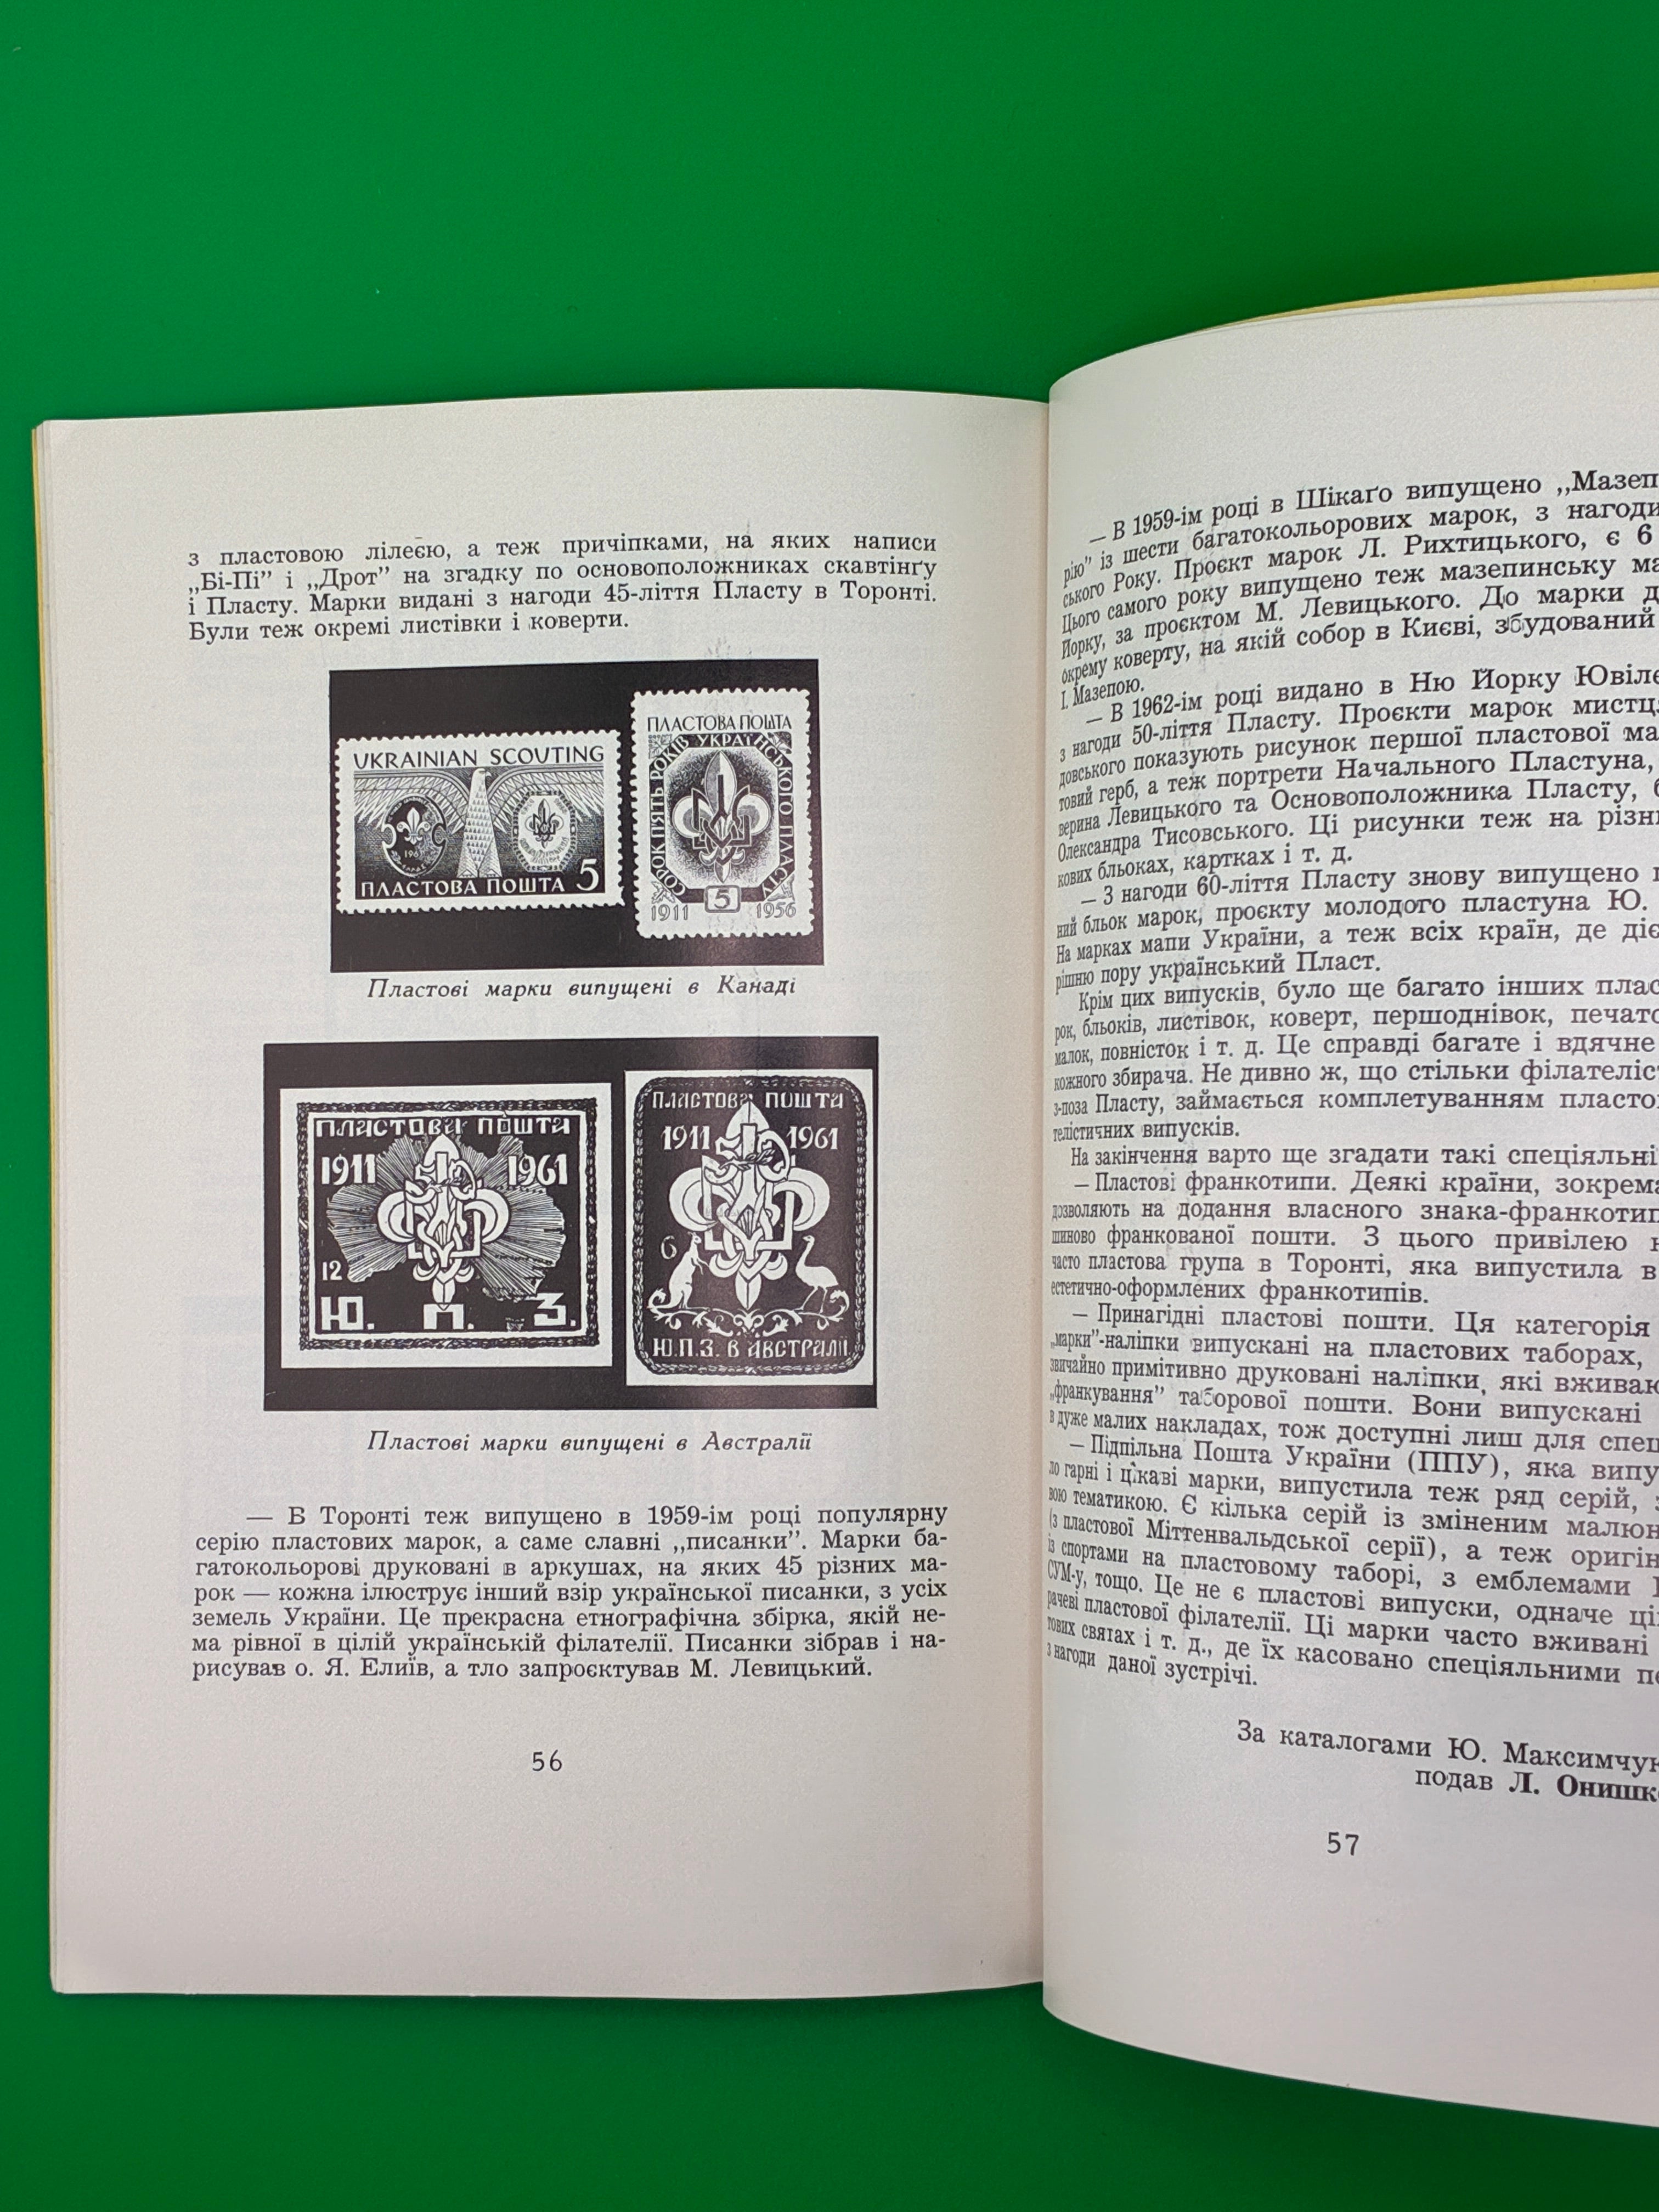 з пластовою лілеєю, а теж причіпками, на яких написи
„Бі-Пі” і „Дрот” на згадку по основоположниках скавтінґу
і Пласту. Марки видані з нагоди 45-ліття Пласту в Торонті.
Були теж окремі листівки і коверти.
UKRAINIAN SCOUTING
ПЛАСТОВА ПОШТА 5
ПЛАСТОВА ПОШТА
СОРОК ПЯТЬ РОКІВ УКРАЇНСЬКОГО ПЛАСТУ
1911 5 1956
Пластові марки випущені в Канаді
ПЛАСТОВА ПОШТА
1911 1961
12
Ю. П. З.
ПЛАСТОВА ПОШТА
1911 1961
6
Ю.П.З. В АВСТРАЛІЇ
Пластові марки випущені в Австралії
— В Торонті теж випущено в 1959-ім році популярну
серію пластових марок, а саме славні „писанки”. Марки ба-
гатокольорові друковані в аркушах, на яких 45 різних ма-
рок — кожна ілюструє інший взір української писанки, з усіх
земель України. Це прекрасна етнографічна збірка, якій не-
ма рівної в цілій українській філателії. Писанки зібрав і на-
рисував о. Я. Елиїв, а тло запроєктував М. Левицький.
56
— В 1959-ім році в Шікаґо випущено „Мазеп
рію” із шести багатокольорових марок, з нагоди
ського Року. Проєкт марок Л. Рихтицького, є 6
Цього самого року випущено теж мазепинську ма
Йорку, за проєктом М. Левицького. До марки д
окрему коверту, на якій собор в Києві, збудований
І. Мазепою.
— В 1962-ім році видано в Ню Йорку Ювіле
з нагоди 50-ліття Пласту. Проєкти марок мистц
довського показують рисунок першої пластової ма
товий герб, а теж портрети Начального Пластуна,
верина Левицького та Основоположника Пласту,
Олександра Тисовського. Ці рисунки теж на різн
кових бльоках, картках і т. д.
— З нагоди 60-ліття Пласту знову випущено
ний бльок марок, проєкту молодого пластуна Ю.
На марках мапи України, а теж всіх країн, де діє
рішню пору український Пласт.
Крім цих випусків, було ще багато інших плас
рок, бльоків, листівок, коверт, першоднівок, печато
малок, повністок і т. д. Це справді багате і вдячне
кожного збирача. Не дивно ж, що стільки філателіс
з-поза Пласту, займається комплетуванням пласто
телістичних випусків.
На закінчення варто ще згадати такі спеціяльні
— Пластові франкотипи. Деякі країни, зокрема
дозволяють на додання власного знака-франкотип
шиново франкованої пошти. З цього привілею
часто пластова група в Торонті, яка випустила в
естетично-оформлених франкотипів.
— Принагідні пластові пошти. Ця категорія
„марки”-наліпки випускані на пластових таборах,
звичайно примітивно друковані наліпки, які вживаю
„франкування” таборової пошти. Вони випускані
в дуже малих накладах, тож доступні лиш для спец
— Підпільна Пошта України (ППУ), яка випу
ло гарні і цікаві марки, випустила теж ряд серій,
вою тематикою. Є кілька серій із зміненим малюн
(з пластової Міттенвальдської серії), а теж оригін
із спортами на пластовому таборі, з емблемами
СУМ-у, тощо. Це не є пластові випуски, одначе ці
рачеві пластової філателії. Ці марки часто вживані
тових святах і т. д., де їх касовано спеціяльними пе
з нагоди даної зустрічі.
За каталогами Ю. Максимчук
подав Л. Онишк
57